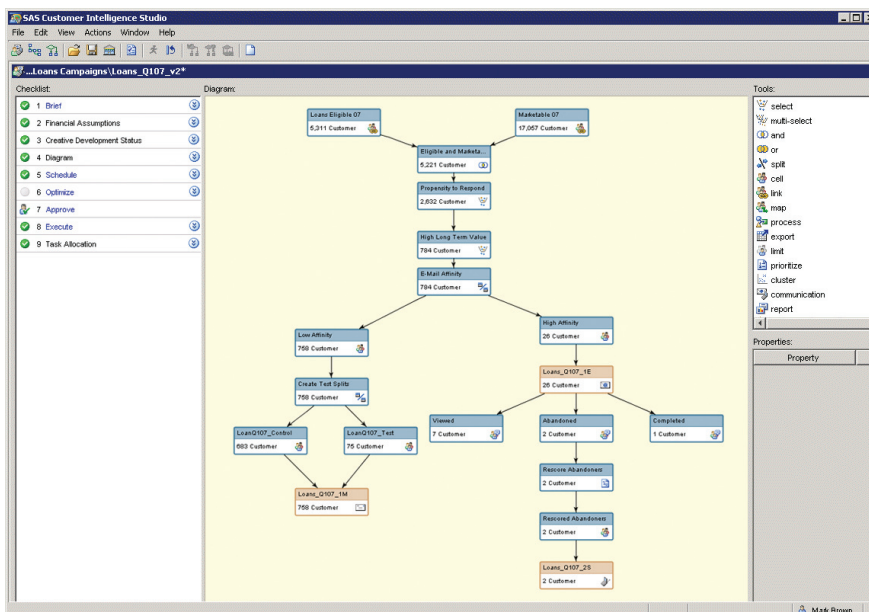 SAS Customer Intelligence Studio
File Edit View Actions Window Help
...Loans Campaigns\Loans_Q107_v2*
Checklist:
1 Brief
2 Financial Assumptions
3 Creative Development Status
4 Diagram
5 Schedule
6 Optimize
7 Approve
8 Execute
9 Task Allocation
Diagram:
Loans Eligible 07
5,311 Customer
Marketable 07
17,057 Customer
Eligible and Marketa...
5,221 Customer
Propensity to Respond
2,632 Customer
High Long Term Value
784 Customer
E-Mail Affinity
784 Customer
Low Affinity
758 Customer
High Affinity
26 Customer
Create Test Splits
758 Customer
Loans_Q107_1E
26 Customer
LoanQ107_Control
683 Customer
LoanQ107_Test
75 Customer
Viewed
7 Customer
Abandoned
2 Customer
Completed
1 Customer
Loans_Q107_1M
758 Customer
Rescore Abandoners
2 Customer
Rescored Abandoners
2 Customer
Loans_Q107_2S
2 Customer
Tools:
select
multi-select
and
or
split
cell
link
map
process
export
limit
prioritize
cluster
communication
report
Properties:
Property
Mark Brown